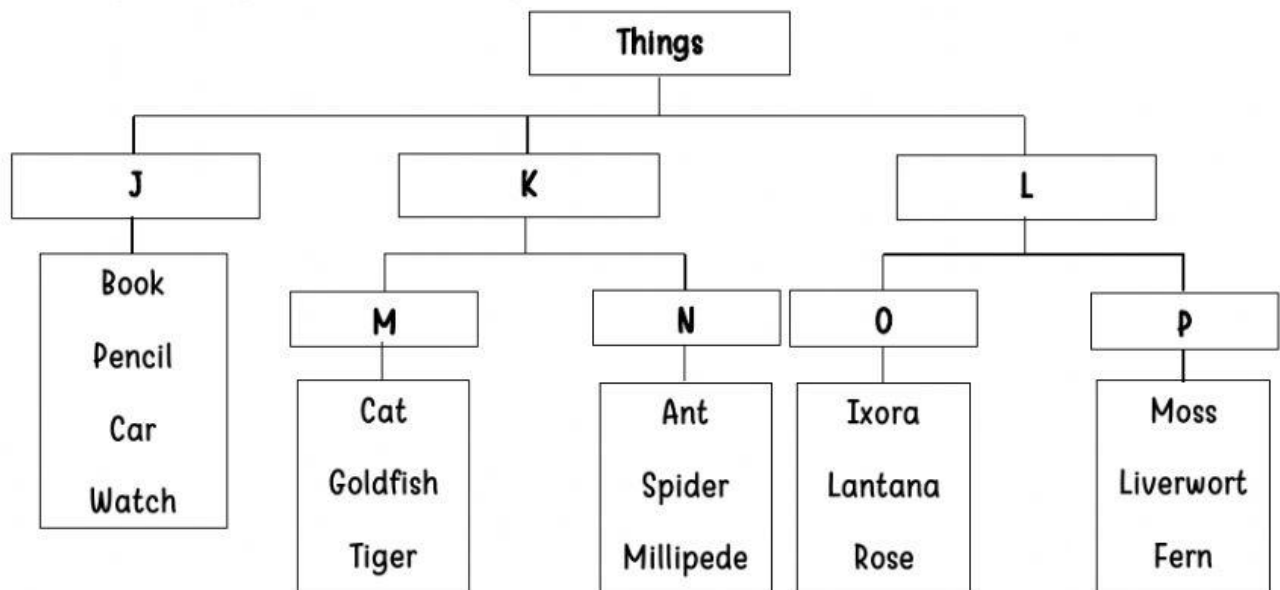 Things
J
K
L
Book
Pencil
Car
Watch
M
N
O
P
Cat
Goldfish
Tiger
Ant
Spider
Millipede
Ixora
Lantana
Rose
Moss
Liverwort
Fern